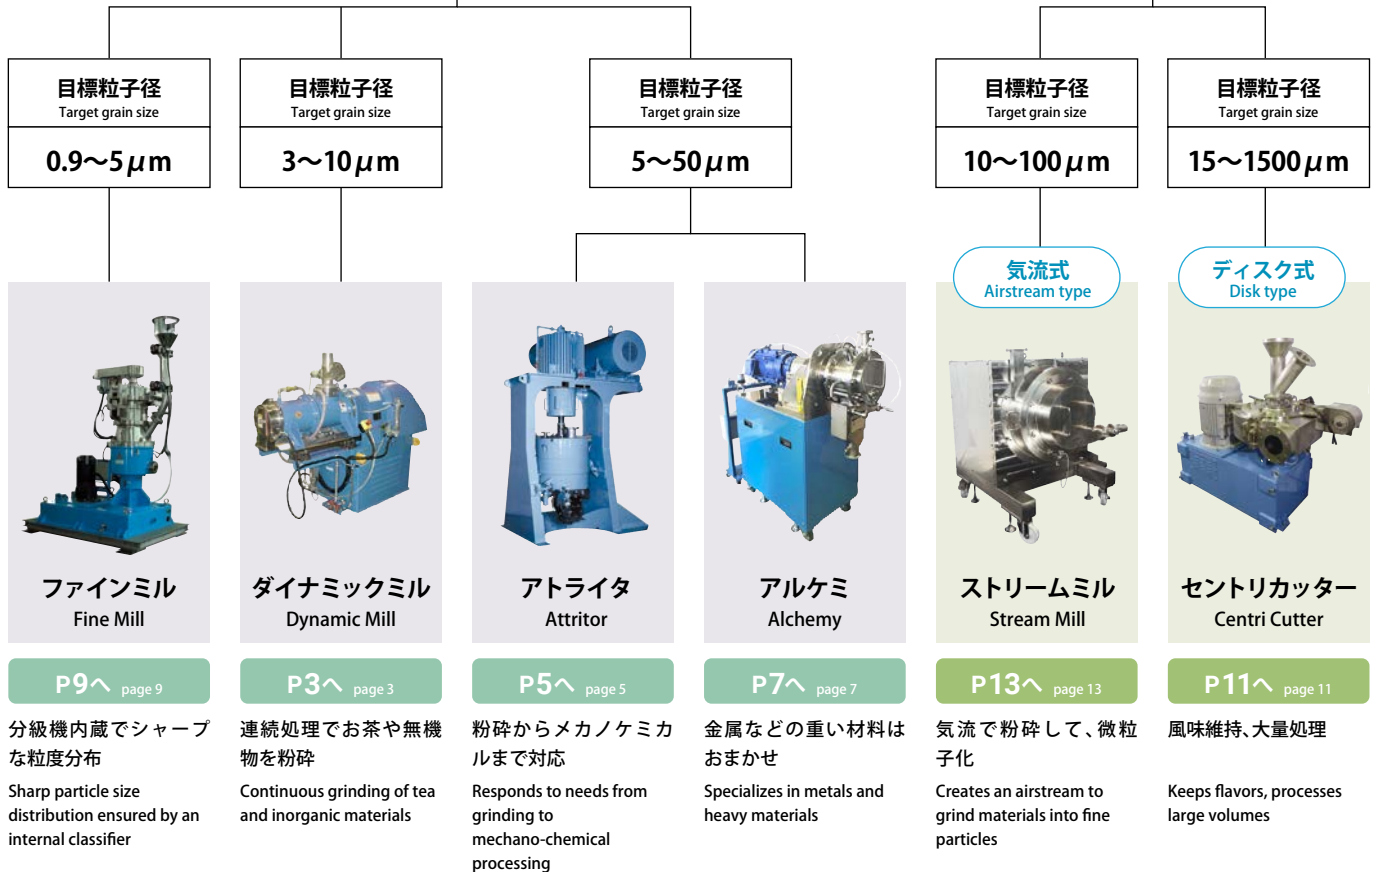 目標粒子径
Target grain size
0.9〜5μm
目標粒子径
Target grain size
3〜10μm
目標粒子径
Target grain size
5〜50μm
目標粒子径
Target grain size
10〜100μm
目標粒子径
Target grain size
15〜1500μm
気流式
Airstream type
ディスク式
Disk type
ファインミル
Fine Mill
ダイナミックミル
Dynamic Mill
アトライタ
Attritor
アルケミ
Alchemy
ストリームミル
Stream Mill
セントリカッター
Centri Cutter
P9へ page 9
P3へ page 3
P5へ page 5
P7へ page 7
P13へ page 13
P11へ page 11
分級機内蔵でシャープ
な粒度分布
Sharp particle size
distribution ensured by an
internal classifier
連続処理でお茶や無機
物を粉砕
Continuous grinding of tea
and inorganic materials
粉砕からメカノケミカ
ルまで対応
Responds to needs from
grinding to
mechano-chemical
processing
金属などの重い材料は
おまかせ
Specializes in metals and
heavy materials
気流で粉砕して、微粒
子化
Creates an airstream to
grind materials into fine
particles
風味維持、大量処理
Keeps flavors, processes
large volumes